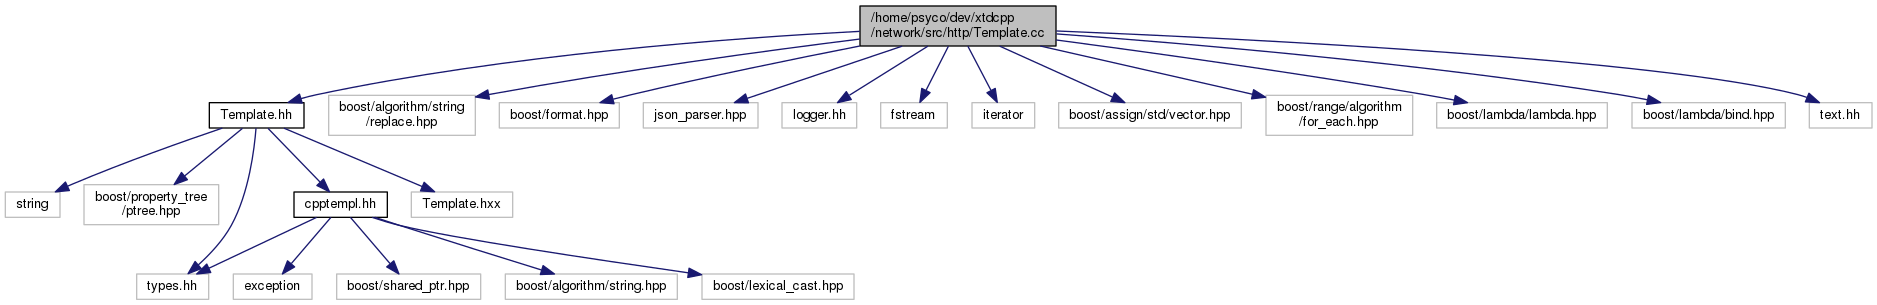 /home/psyco/dev/xtdcpp
/network/src/http/Template.cc
Template.hh
boost/algorithm/string
/replace.hpp
boost/format.hpp
json_parser.hpp
logger.hh
fstream
iterator
boost/assign/std/vector.hpp
boost/range/algorithm
/for_each.hpp
boost/lambda/lambda.hpp
boost/lambda/bind.hpp
text.hh
string
boost/property_tree
/ptree.hpp
cpptempl.hh
Template.hxx
types.hh
exception
boost/shared_ptr.hpp
boost/algorithm/string.hpp
boost/lexical_cast.hpp